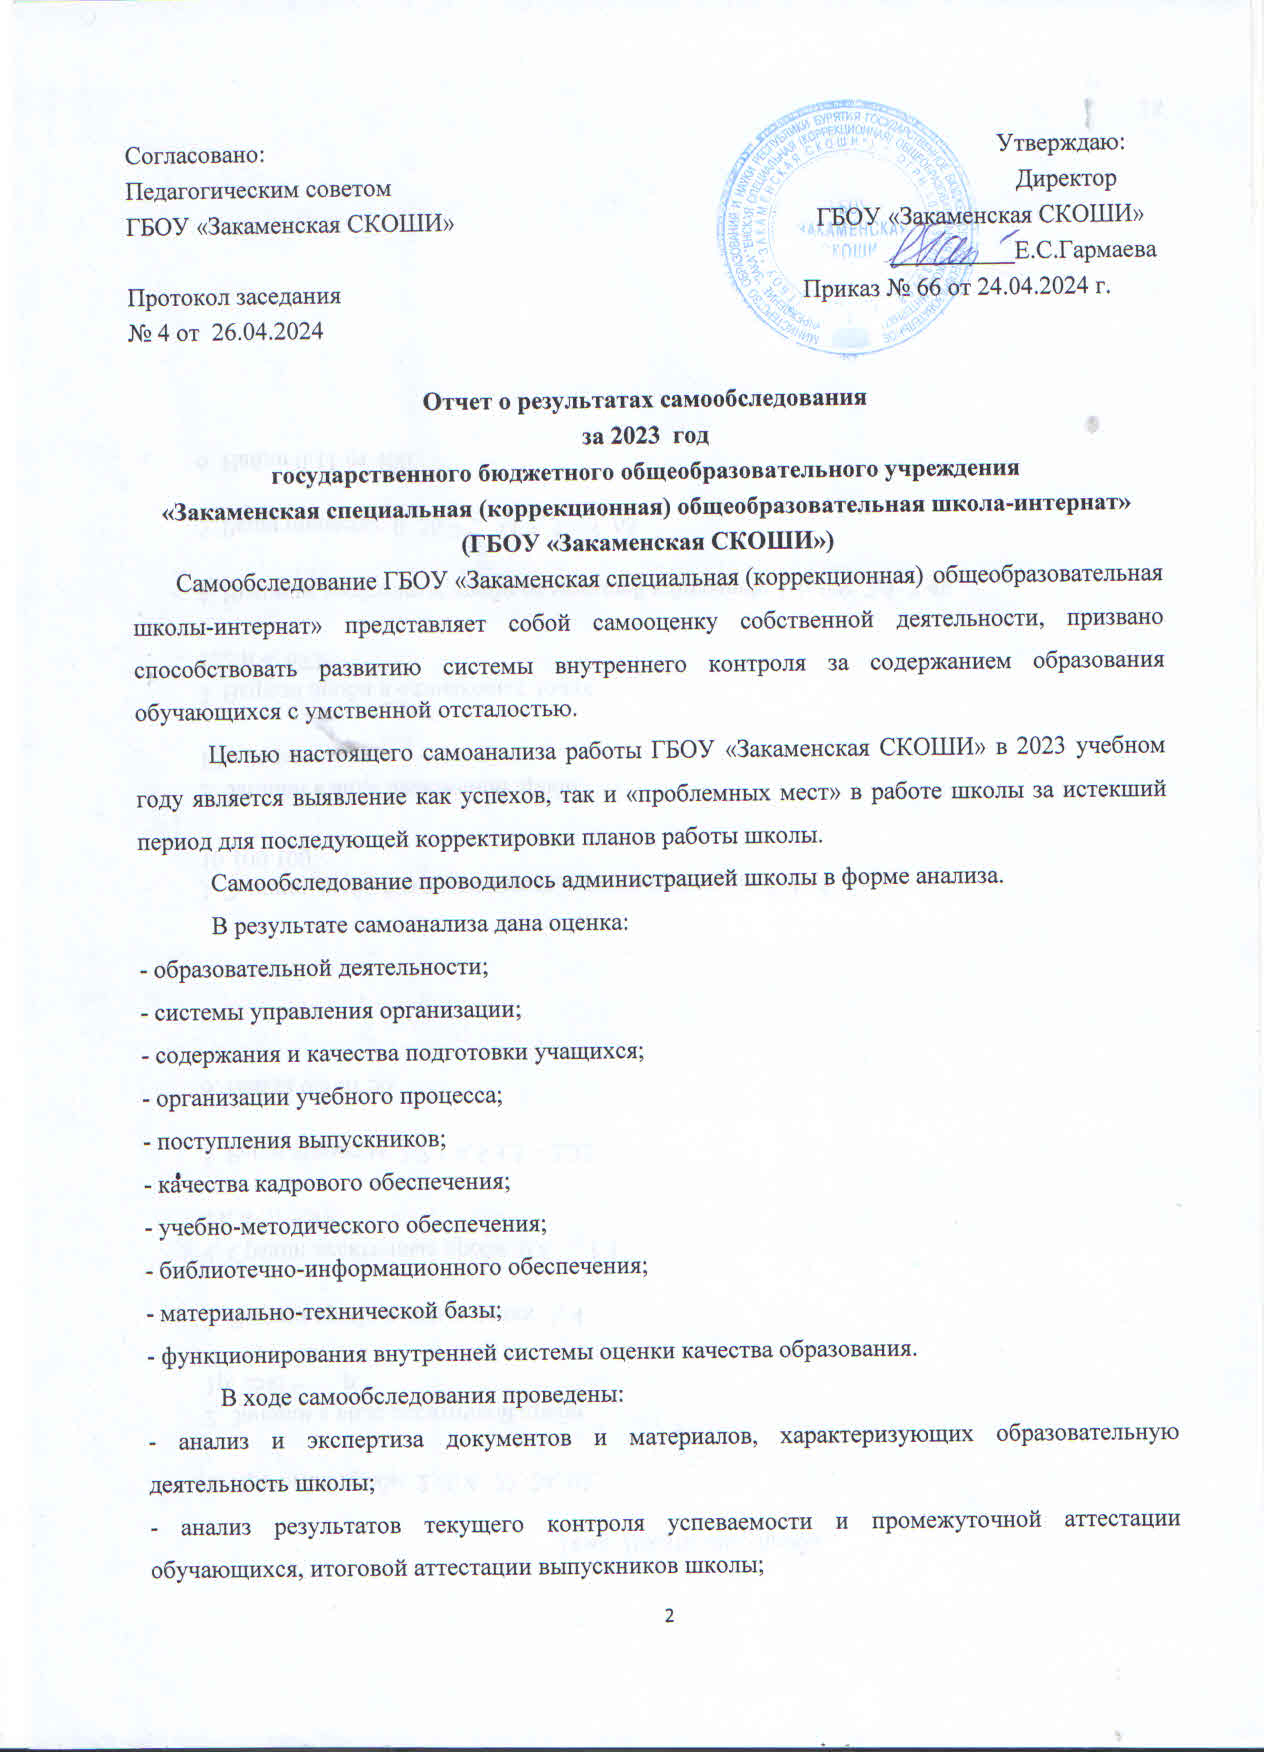 Согласовано:
Педагогическим советом
ГБОУ «Закаменская СКОШИ»
Протокол заседания
№ 4 от 26.04.2024
Утверждаю:
Директор
ГБОУ «Закаменская СКОШИ»
Е.С.Гармаева
Приказ № 66 от 24.04.2024 г.
Отчет о результатах самообследования
за 2023 год
государственного бюджетного общеобразовательного учреждения
«Закаменская специальная (коррекционная) общеобразовательная школа-интернат»
(ГБОУ «Закаменская СКОШИ»)
Самообследование ГБОУ «Закаменская специальная (коррекционная) общеобразовательная
школы-интернат» представляет собой самооценку собственной деятельности, призвано
способствовать развитию системы внутреннего контроля за содержанием образования
обучающихся с умственной отсталостью.
Целью настоящего самоанализа работы ГБОУ «Закаменская СКОШИ» в 2023 учебном
году является выявление как успехов, так и «проблемных мест» в работе школы за истекший
период для последующей корректировки планов работы школы.
Самообследование проводилось администрацией школы в форме анализа.
В результате самоанализа дана оценка:
- образовательной деятельности;
- системы управления организации;
- содержания и качества подготовки учащихся;
- организации учебного процесса;
- поступления выпускников;
- качества кадрового обеспечения;
- учебно-методического обеспечения;
- библиотечно-информационного обеспечения;
- материально-технической базы;
- функционирования внутренней системы оценки качества образования.
В ходе самообследования проведены:
- анализ и экспертиза документов и материалов, характеризующих образовательную
деятельность школы;
- анализ результатов текущего контроля успеваемости и промежуточной аттестации
обучающихся, итоговой аттестации выпускников школы;
2